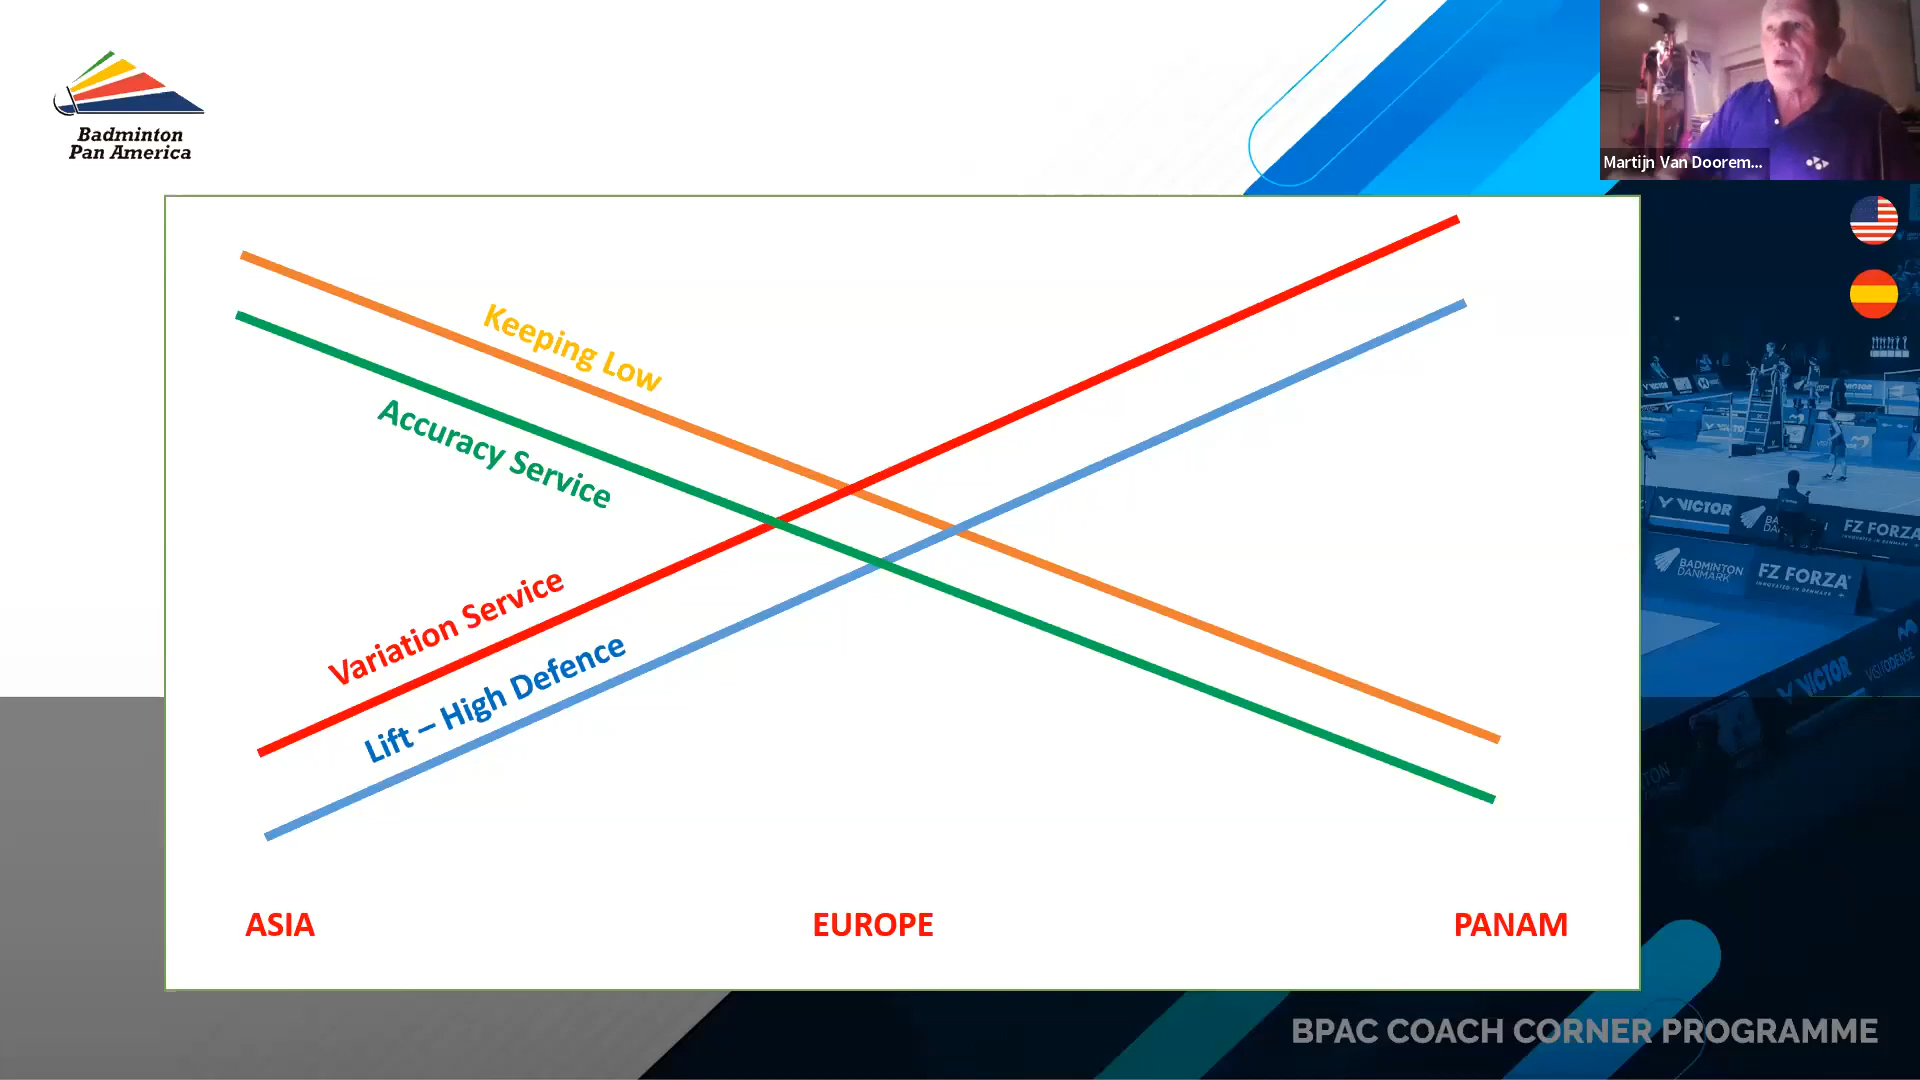 Badminton
Pan America
Martijn Van Doorem...
Keeping Low
Accuracy Service
Variation Service
Lift – High Defence
ASIA
EUROPE
PANAM
VICTOR
FZ FORZA
BADMINTON
DANMARK
FZ FORZA
VICTOR
BPAC COACH CORNER PROGRAMME